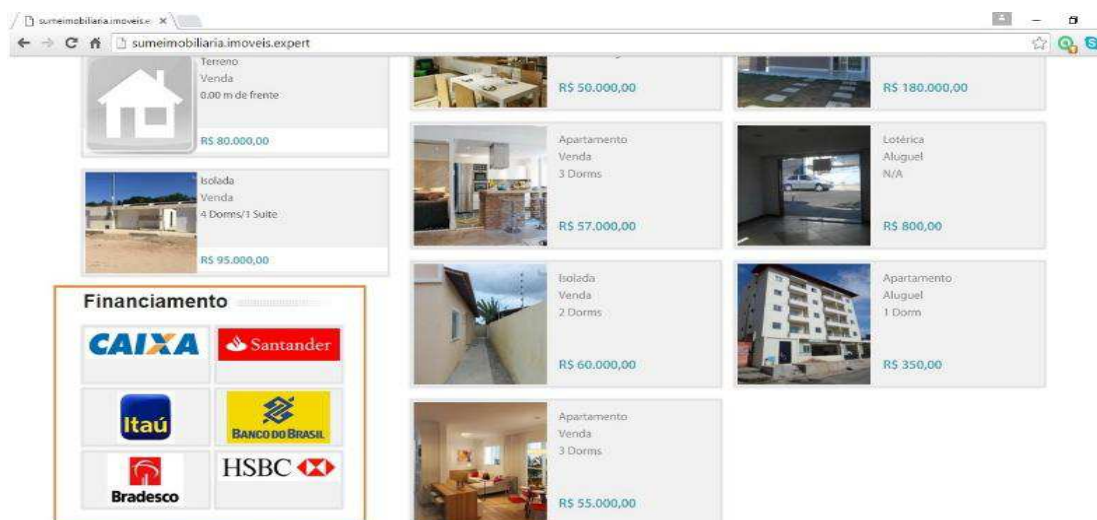 sumeimobiliaria.imoveis.e
sumeimobiliaria.imoveis.expert
Terreno
Venda
0.00 m de frente
R$ 80.000,00
Isolada
Venda
4 Dorms/1 Suite
R$ 95.000,00
Financiamento
CAIXA
Santander
Itaú
BANCO DO BRASIL
Bradesco
HSBC
R$ 50.000,00
Apartamento
Venda
3 Dorms
R$ 57.000,00
Isolada
Venda
2 Dorms
R$ 60.000,00
Apartamento
Venda
3 Dorms
R$ 55.000,00
R$ 180.000,00
Lotérica
Aluguel
N/A
R$ 800,00
Apartamento
Aluguel
1 Dorm
R$ 350,00